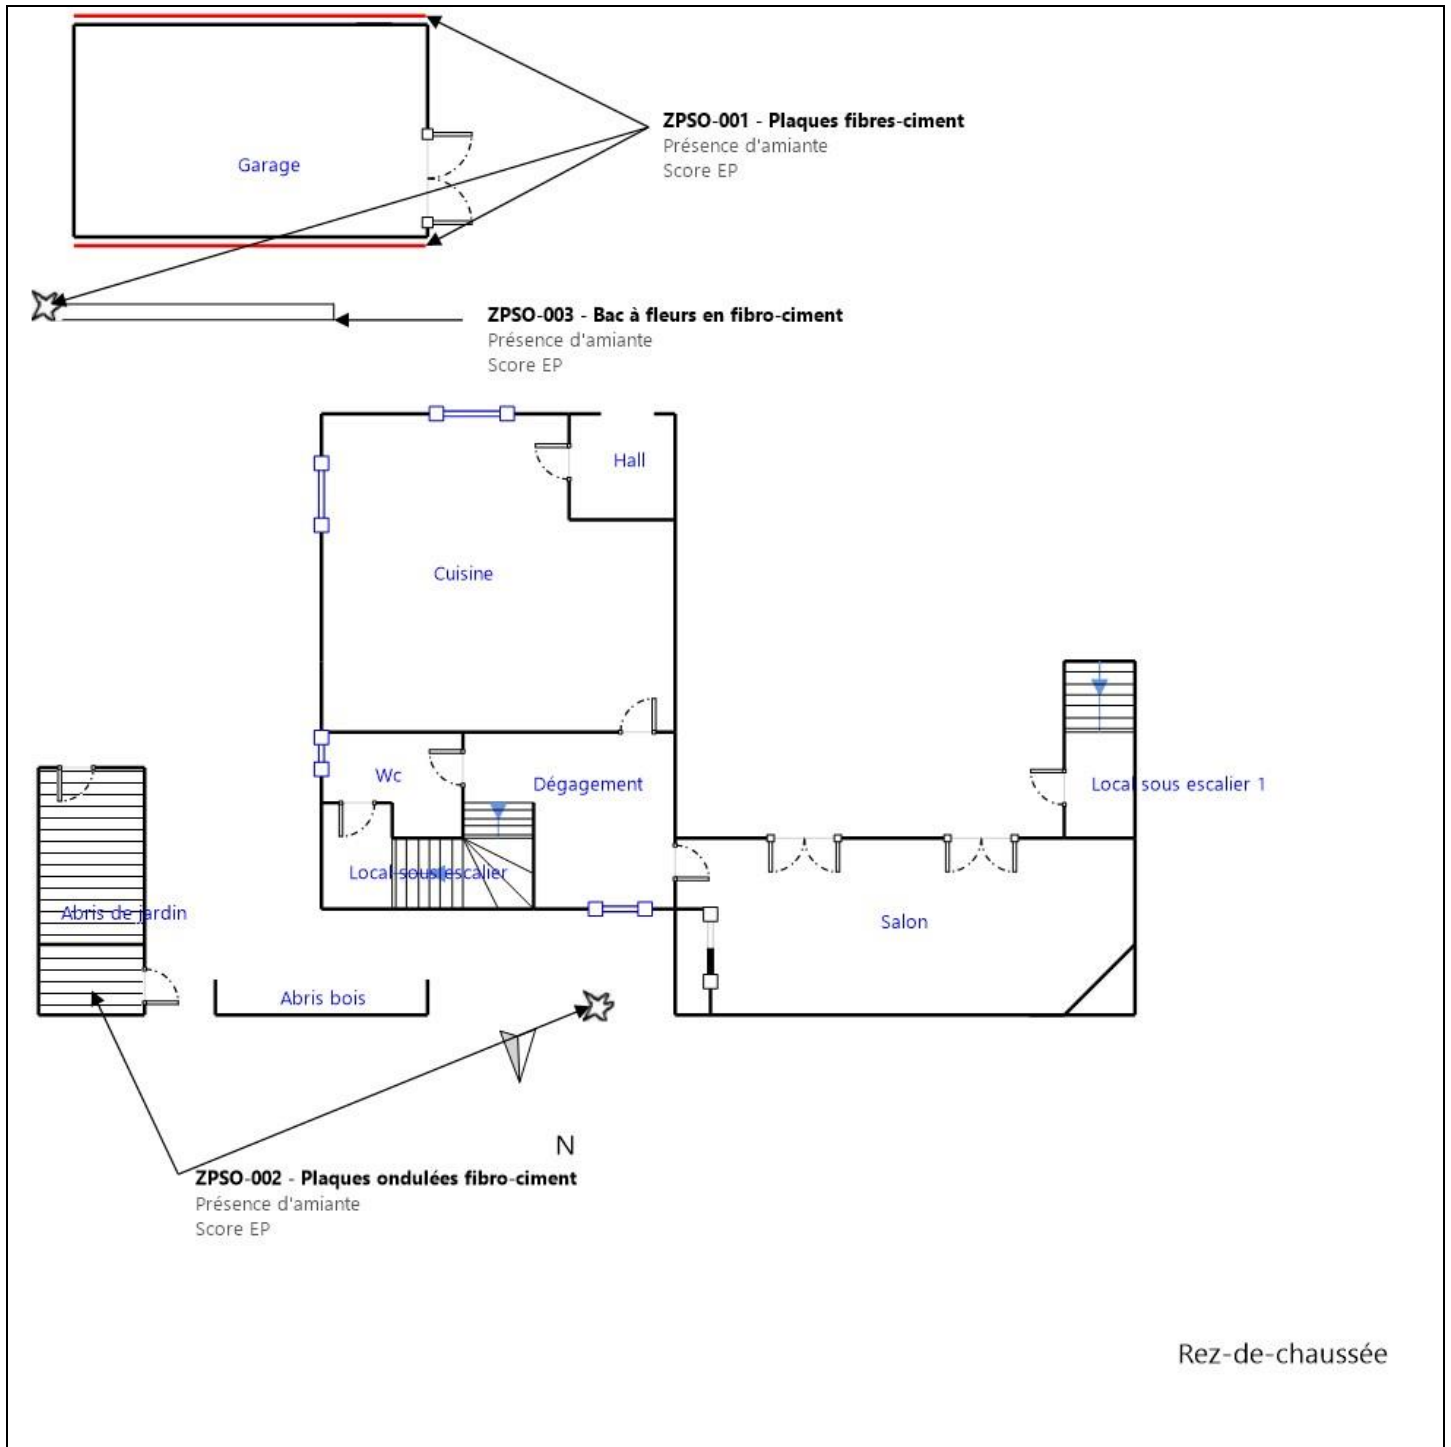 ZPSO-001 - Plaques fibres-ciment
Présence d'amiante
Score EP
Garage
ZPSO-003 - Bac à fleurs en fibro-ciment
Présence d'amiante
Score EP
Hall
Cuisine
Wc
Dégagement
Local sous escalier 1
Local sous escalier
Abris de jardin
Salon
Abris bois
N
ZPSO-002 - Plaques ondulées fibro-ciment
Présence d'amiante
Score EP
Rez-de-chaussée